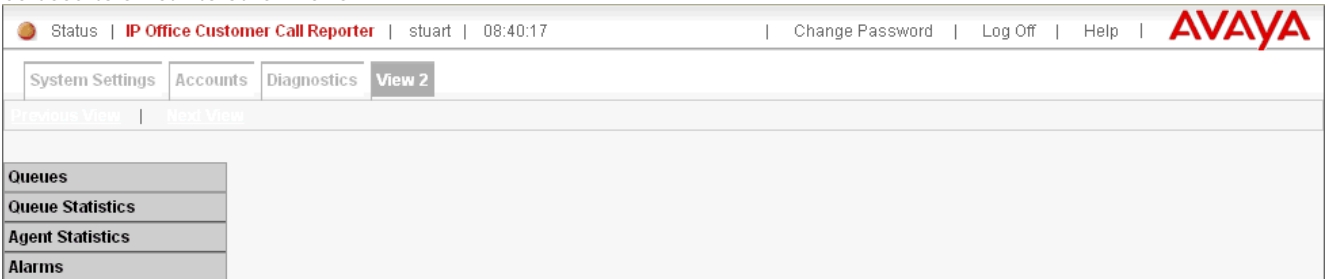 Status | IP Office Customer Call Reporter | stuart | 08:40:17 | Change Password | Log Off | Help | AVAYA
System Settings Accounts Diagnostics View 2
Previous View | Next View
Queues
Queue Statistics
Agent Statistics
Alarms